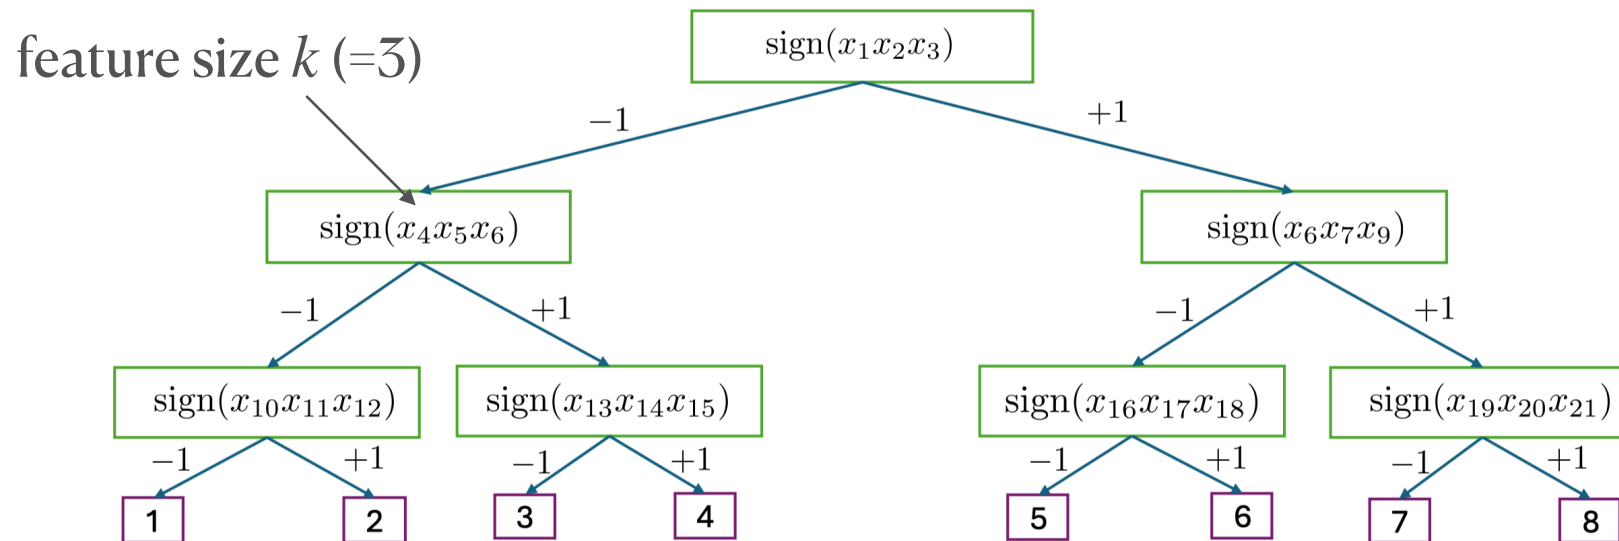 feature size k (=3)
sign(x₁x₂x₃)
−1
+1
sign(x₄x₅x₆)
sign(x₆x₇x₉)
−1
+1
−1
+1
sign(x₁₀x₁₁x₁₂)
sign(x₁₃x₁₄x₁₅)
sign(x₁₆x₁₇x₁₈)
sign(x₁₉x₂₀x₂₁)
−1
+1
−1
+1
−1
+1
−1
+1
1
2
3
4
5
6
7
8